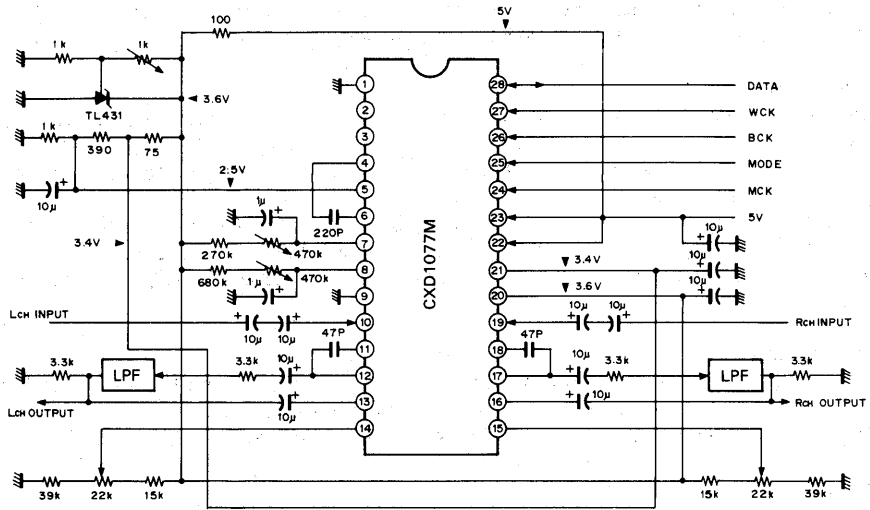 100
5V
1k
1k
TL431
3.6V
1k
390
75
10μ
2.5V
3.4V
1μ
220P
270k
470k
680k
470k
1μ
LCH INPUT
10μ
10μ
47P
3.3k
LPF
3.3k
10μ
LCH OUTPUT
10μ
39k
22k
15k
1
2
3
4
5
6
7
8
9
10
11
12
13
14
CXD1077M
28
27
26
25
24
23
22
21
20
19
18
17
16
15
DATA
WCK
BCK
MODE
MCK
5V
10μ
3.4V
10μ
3.6V
10μ
10μ
10μ
RCH INPUT
47P
10μ
3.3k
LPF
3.3k
10μ
RCH OUTPUT
15k
22k
39k